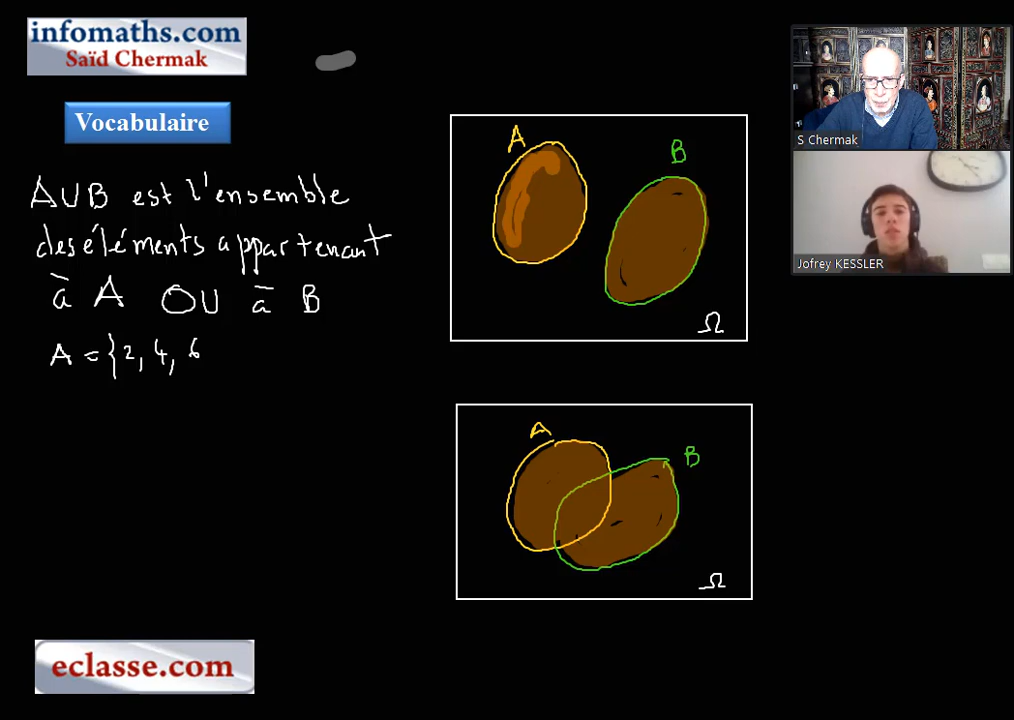 infomaths.com
Saïd Chermak
Vocabulaire
A∪B est l'ensemble
des éléments appartenant
à A OU à B
A = {2, 4, 6
A
B
Ω
A
B
Ω
S Chermak
Jofrey KESSLER
eclasse.com